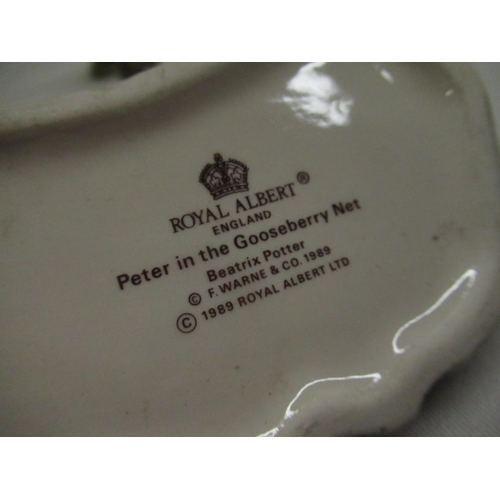 ROYAL ALBERT®
ENGLAND
Peter in the Gooseberry Net
Beatrix Potter
© F. WARNE & CO. 1989
© 1989 ROYAL ALBERT LTD